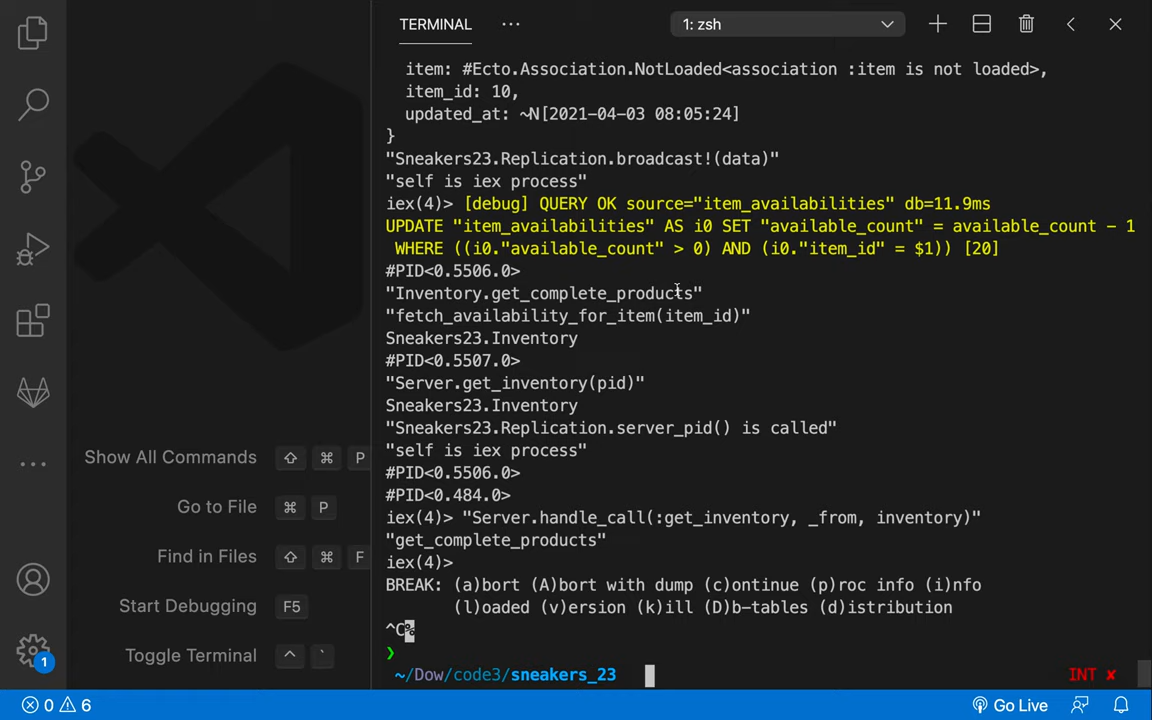 TERMINAL ··· 1: zsh
item: #Ecto.Association.NotLoaded<association :item is not loaded>,
item_id: 10,
updated_at: ~N[2021-04-03 08:05:24]
}
"Sneakers23.Replication.broadcast!(data)"
"self is iex process"
iex(4)> [debug] QUERY OK source="item_availabilities" db=11.9ms
UPDATE "item_availabilities" AS i0 SET "available_count" = available_count - 1
WHERE ((i0."available_count" > 0) AND (i0."item_id" = $1)) [20]
#PID<0.5506.0>
"Inventory.get_complete_products"
"fetch_availability_for_item(item_id)"
Sneakers23.Inventory
#PID<0.5507.0>
"Server.get_inventory(pid)"
Sneakers23.Inventory
"Sneakers23.Replication.server_pid() is called"
"self is iex process"
#PID<0.5506.0>
#PID<0.484.0>
iex(4)> "Server.handle_call(:get_inventory, _from, inventory)"
"get_complete_products"
iex(4)>
BREAK: (a)bort (A)bort with dump (c)ontinue (p)roc info (i)nfo
(l)oaded (v)ersion (k)ill (D)b-tables (d)istribution
^C%
❯
~/Dow/code3/sneakers_23 INT ✘
Show All Commands ⇧ ⌘ P
Go to File ⌘ P
Find in Files ⇧ ⌘ F
Start Debugging F5
Toggle Terminal ^ `
1
0 6 Go Live